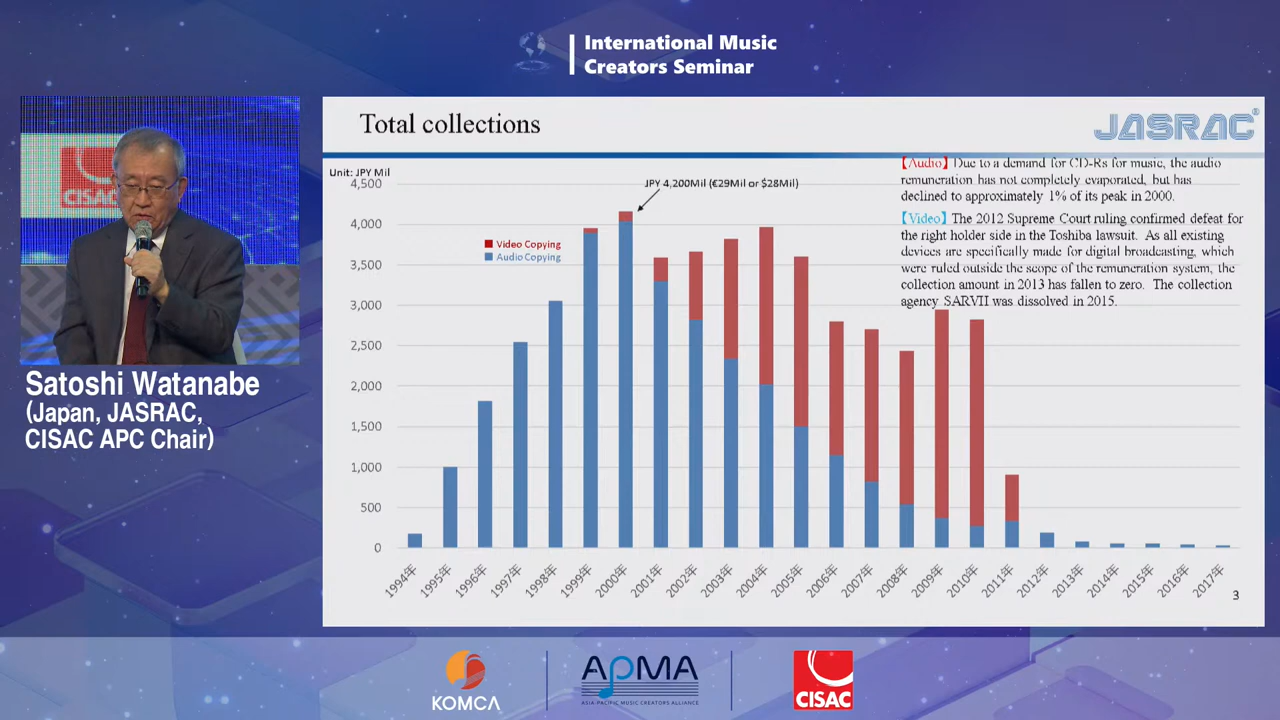 International Music
Creators Seminar
Total collections
JASRAC
Unit: JPY Mil
4,500
4,000
3,500
3,000
2,500
2,000
1,500
1,000
500
0
JPY 4,200Mil (€29Mil or $28Mil)
Video Copying
Audio Copying
【Audio】 Due to a demand for CD-Rs for music, the audio
remuneration has not completely evaporated, but has
declined to approximately 1% of its peak in 2000.
【Video】 The 2012 Supreme Court ruling confirmed defeat for
the right holder side in the Toshiba lawsuit. As all existing
devices are specifically made for digital broadcasting, which
were ruled outside the scope of the remuneration system, the
collection amount in 2013 has fallen to zero. The collection
agency SARVH was dissolved in 2015.
1994年
1995年
1996年
1997年
1998年
1999年
2000年
2001年
2002年
2003年
2004年
2005年
2006年
2007年
2008年
2009年
2010年
2011年
2012年
2013年
2014年
2015年
2016年
2017年
3
CISAC
Satoshi Watanabe
(Japan, JASRAC,
CISAC APC Chair)
KOMCA
APMA
ASIA-PACIFIC MUSIC CREATORS ALLIANCE
CISAC